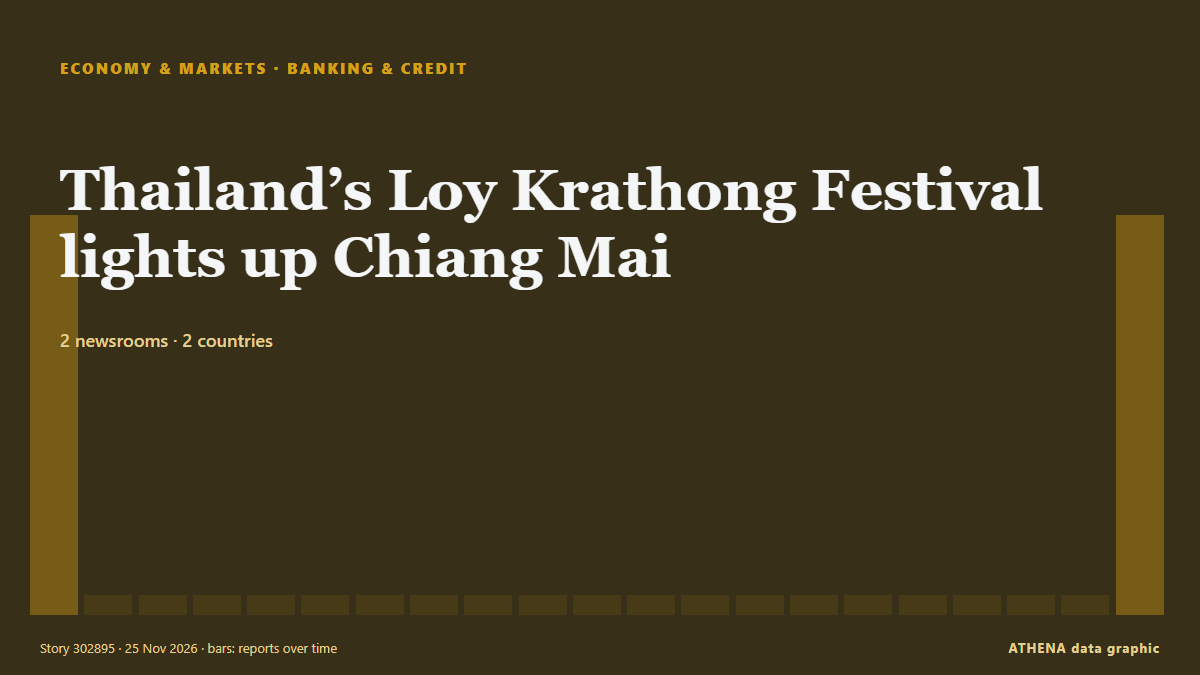 ECONOMY & MARKETS · BANKING & CREDIT
Thailand’s Loy Krathong Festival
lights up Chiang Mai
2 newsrooms · 2 countries
Story 302895 · 25 Nov 2026 · bars: reports over time
ATHENA data graphic